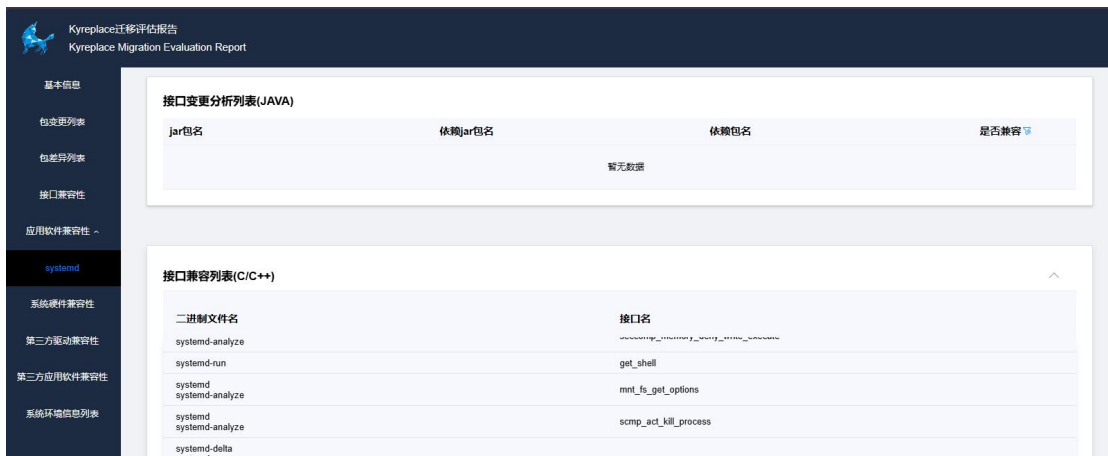 Kyreplace迁移评估报告
Kyreplace Migration Evaluation Report
基本信息
包变更列表
包差异列表
接口兼容性
应用软件兼容性
systemd
系统硬件兼容性
第三方驱动兼容性
第三方应用软件兼容性
系统环境信息列表
接口变更分析列表(JAVA)
jar包名 依赖jar包名 依赖包名 是否兼容
暂无数据
接口兼容列表(C/C++)
二进制文件名 接口名
systemd-analyze seccomp_memory_deny_write_execute
systemd-run get_shell
systemd
systemd-analyze
mnt_fs_get_options
systemd
systemd-analyze
scmp_act_kill_process
systemd-delta